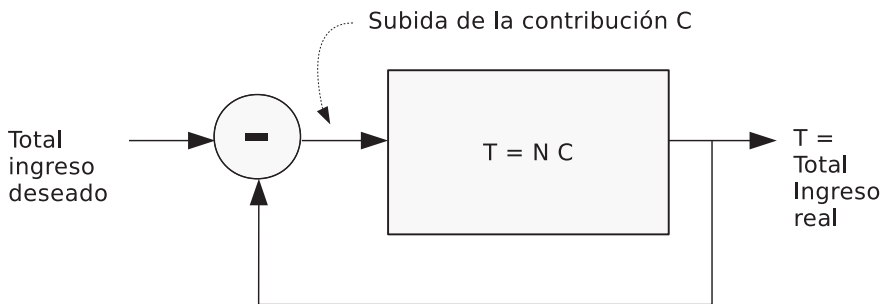 Subida de la contribución C
Total
ingreso
deseado
T = N C
T =
Total
Ingreso
real